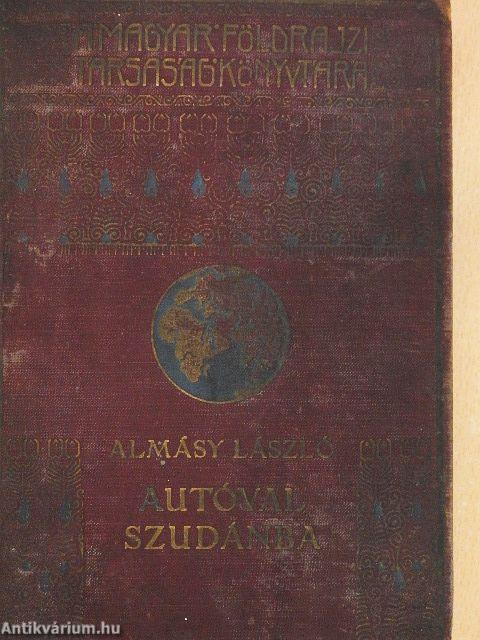 A MAGYAR FÖLDRAJZI
TÁRSASÁG KÖNYVTÁRA
ALMÁSY LÁSZLÓ
AUTÓVAL
SZUDÁNBA
Antikvárium.hu